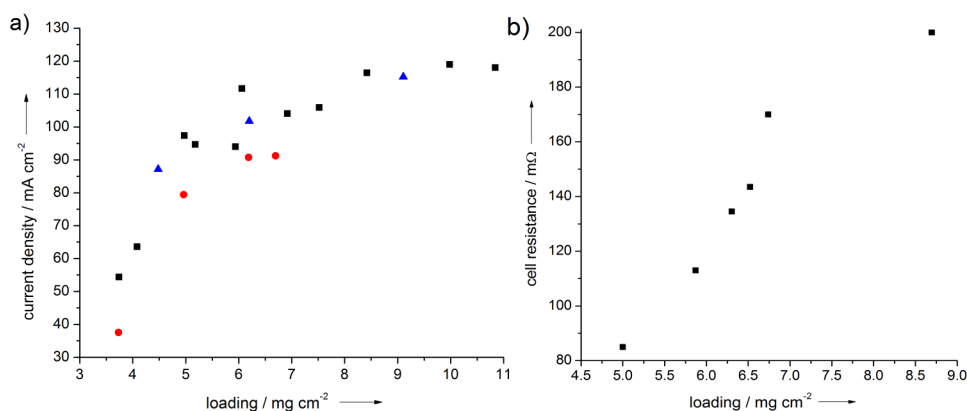 a)
130
120
110
100
90
80
70
60
50
40
30
3 4 5 6 7 8 9 10 11
current density / mA cm⁻²
loading / mg cm⁻²
b)
200
180
160
140
120
100
80
4.5 5.0 5.5 6.0 6.5 7.0 7.5 8.0 8.5 9.0
cell resistance / mΩ
loading / mg cm⁻²